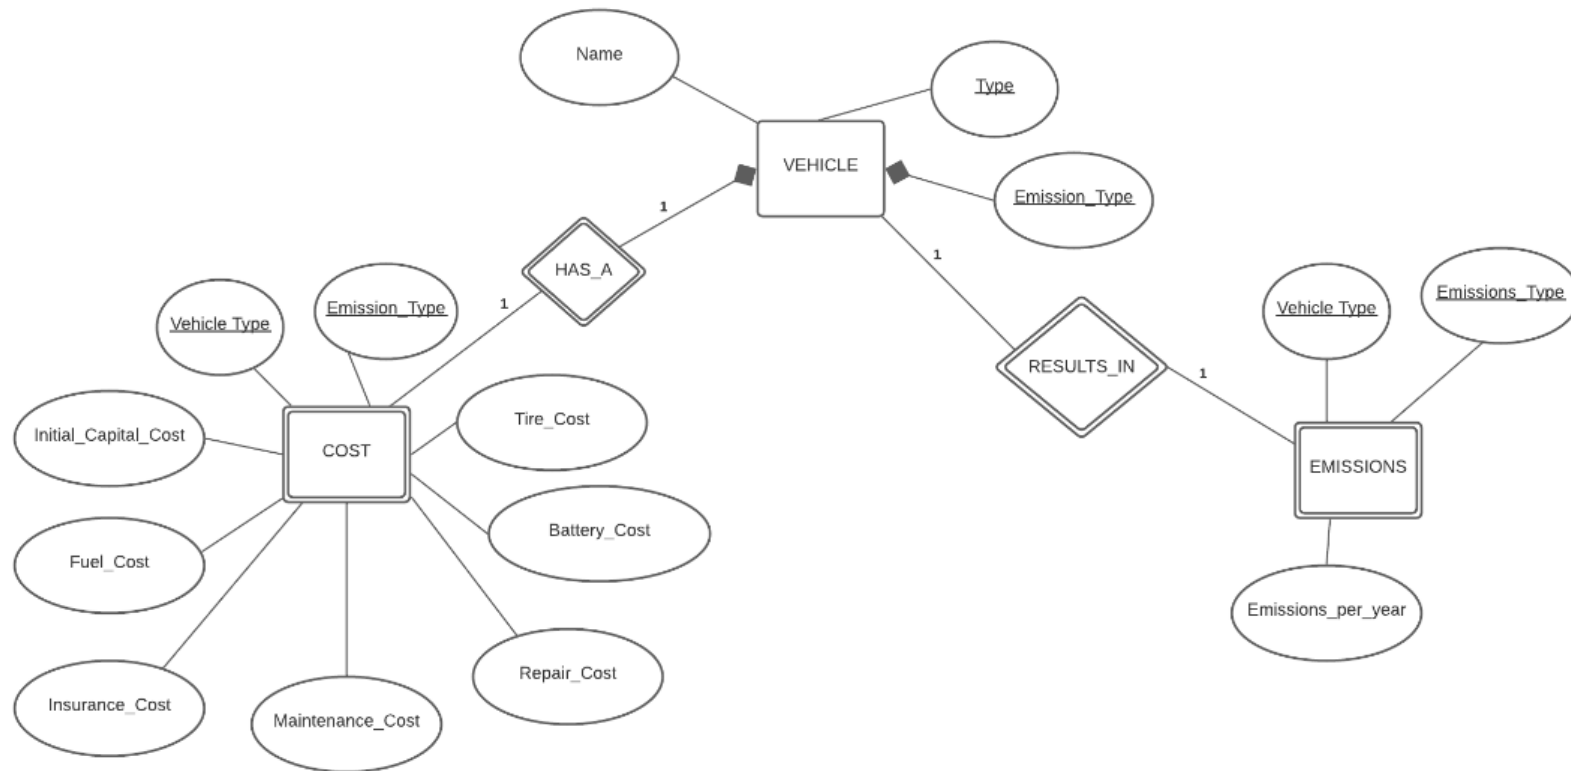 Name
Type
VEHICLE
Emission_Type
1
1
HAS_A
1
Vehicle Type
Emission_Type
Vehicle Type
Emissions_Type
RESULTS_IN
1
Initial_Capital_Cost
COST
Tire_Cost
EMISSIONS
Fuel_Cost
Battery_Cost
Emissions_per_year
Insurance_Cost
Maintenance_Cost
Repair_Cost